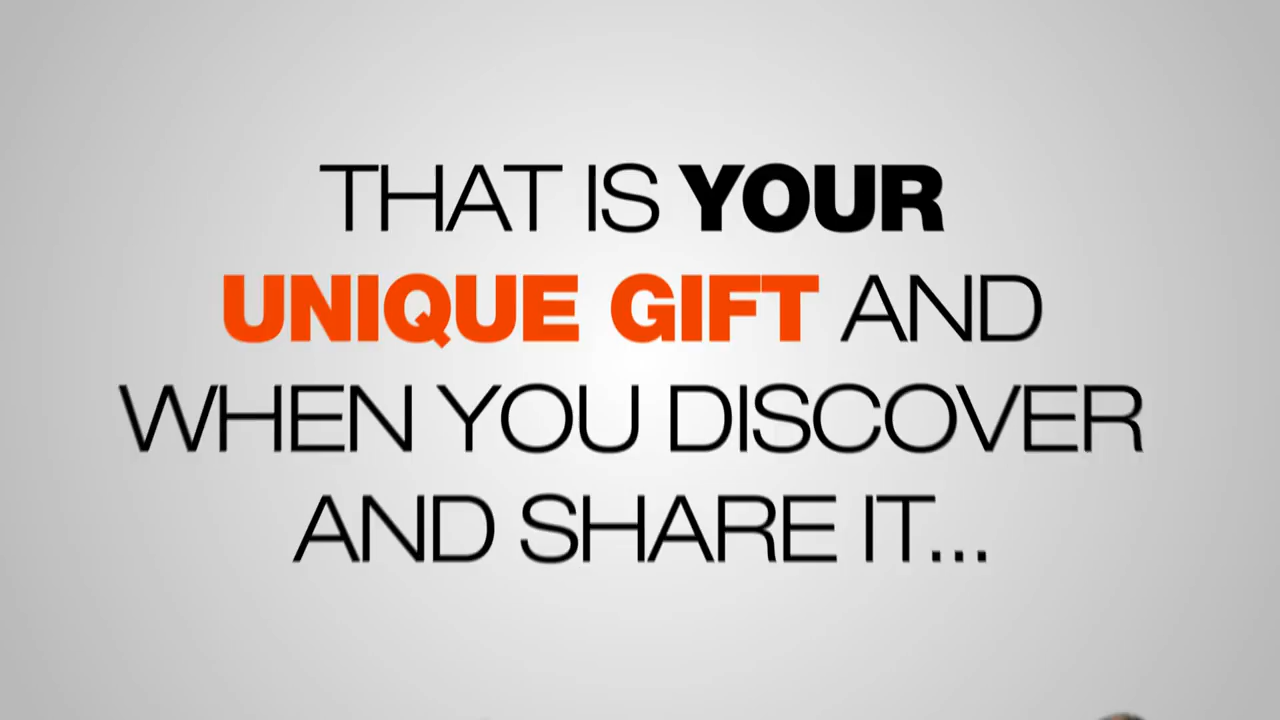 THAT IS YOUR
UNIQUE GIFT AND
WHEN YOU DISCOVER
AND SHARE IT...